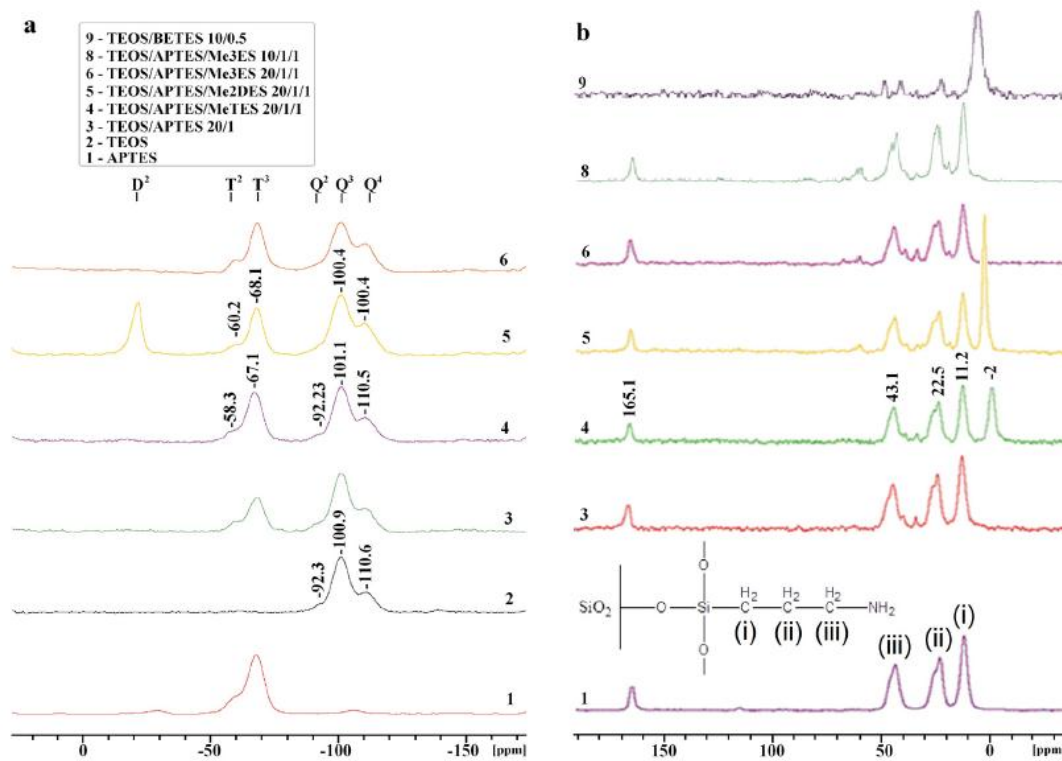 a
9 - TEOS/BETES 10/0.5
8 - TEOS/APTES/Me3ES 10/1/1
6 - TEOS/APTES/Me3ES 20/1/1
5 - TEOS/APTES/Me2DES 20/1/1
4 - TEOS/APTES/MeTES 20/1/1
3 - TEOS/APTES 20/1
2 - TEOS
1 - APTES
D² T² T³ Q² Q³ Q⁴
6
-60.2 -68.1 -100.4 -100.4
5
-58.3 -67.1 -92.23 -101.1 -110.5
4
3
-92.3 -100.9 -110.6
2
1
0 -50 -100 -150 [ppm]
b
9
8
6
5
165.1 43.1 22.5 11.2 -2
4
3
O
H2 H2 H2
SiO2 O Si C C C NH2
(i) (ii) (iii)
O
(iii) (ii) (i)
1
150 100 50 0 [ppm]